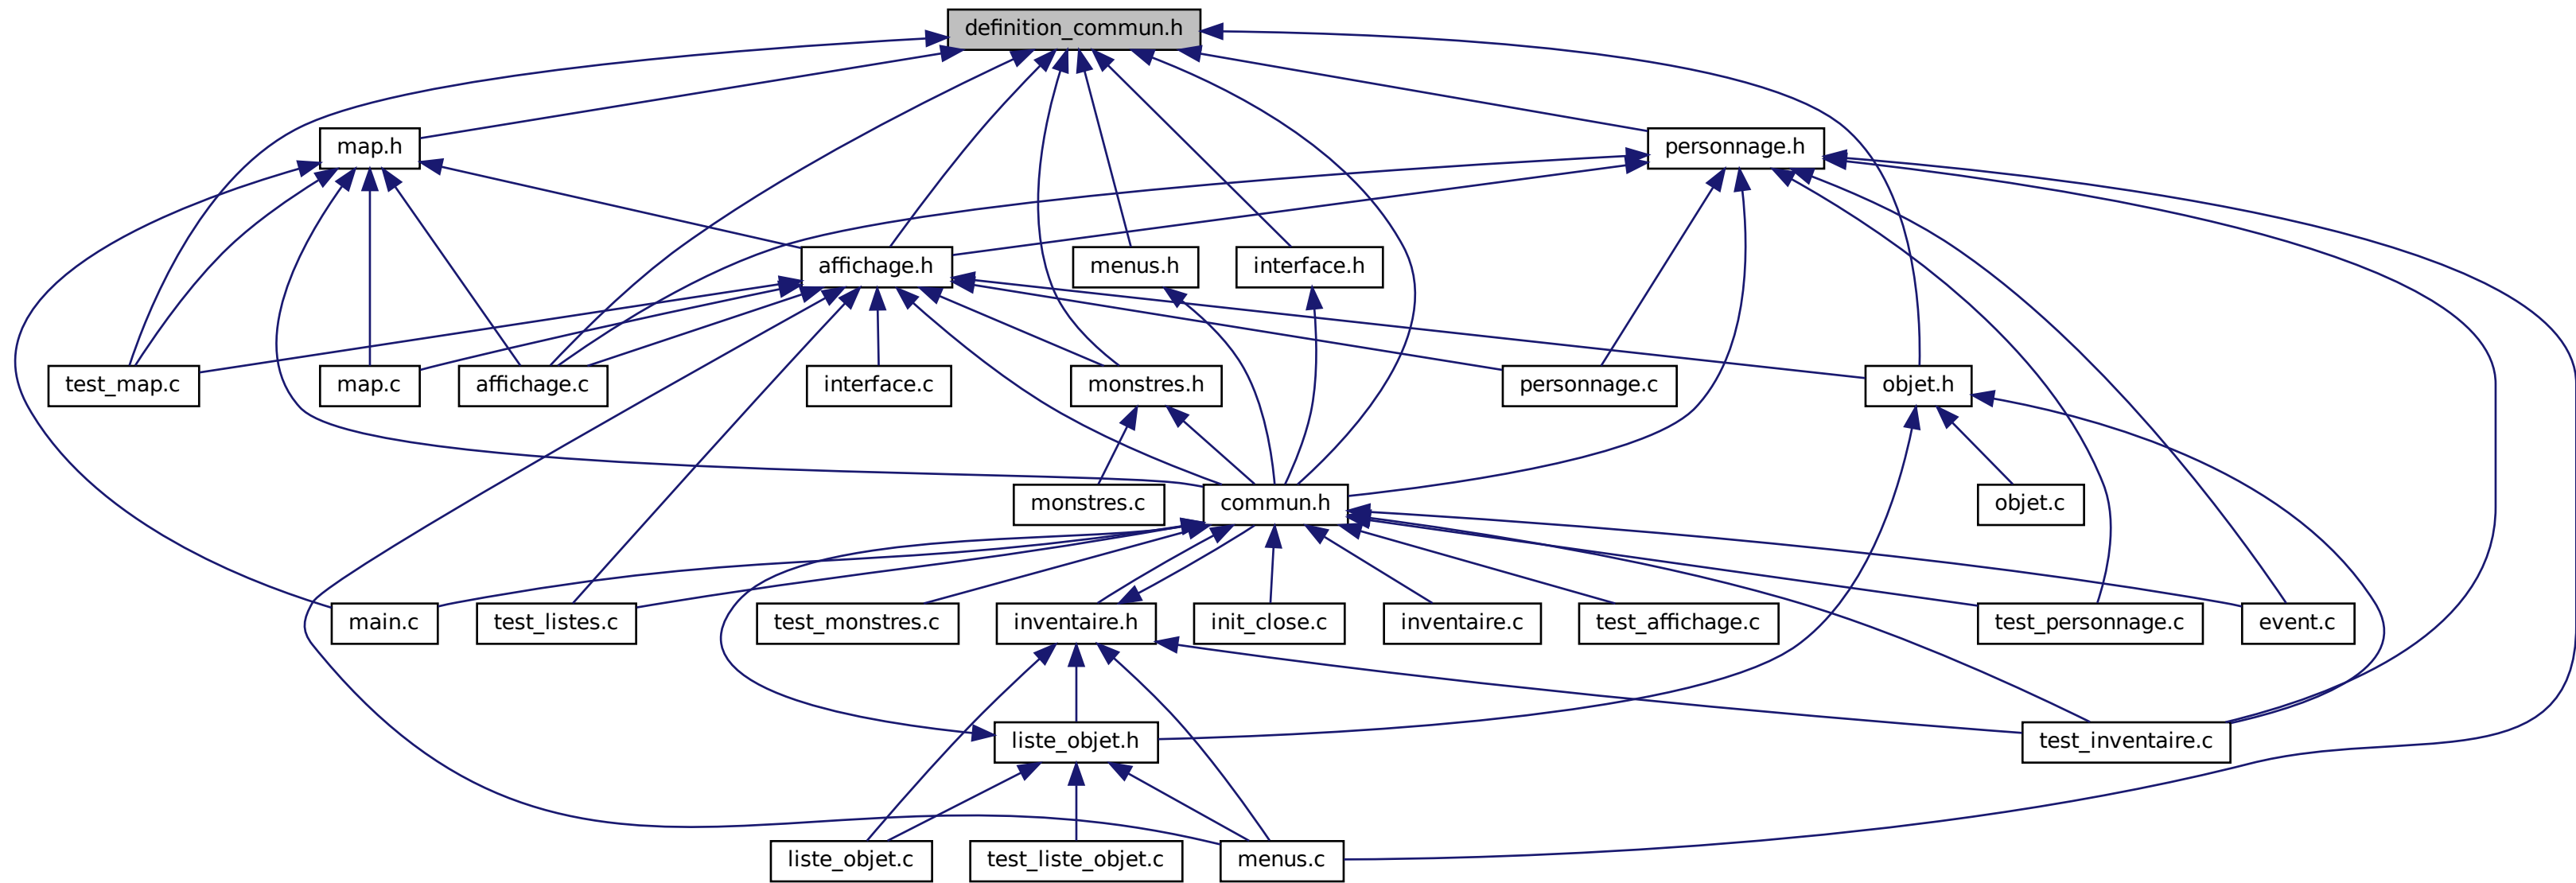 definition_commun.h
map.h
personnage.h
affichage.h
menus.h
interface.h
test_map.c
map.c
affichage.c
interface.c
monstres.h
personnage.c
objet.h
monstres.c
commun.h
objet.c
main.c
test_listes.c
test_monstres.c
inventaire.h
init_close.c
inventaire.c
test_affichage.c
test_personnage.c
event.c
liste_objet.h
test_inventaire.c
liste_objet.c
test_liste_objet.c
menus.c